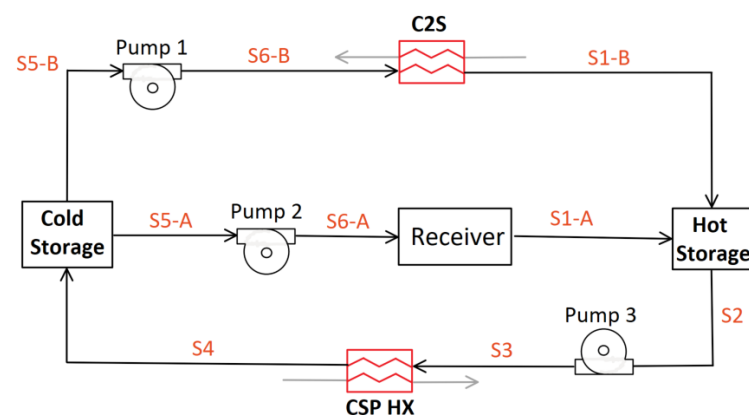 C2S
Pump 1
S5-B
S6-B
S1-B
Cold
Storage
S5-A
Pump 2
S6-A
Receiver
S1-A
Hot
Storage
S2
Pump 3
S4
S3
CSP HX